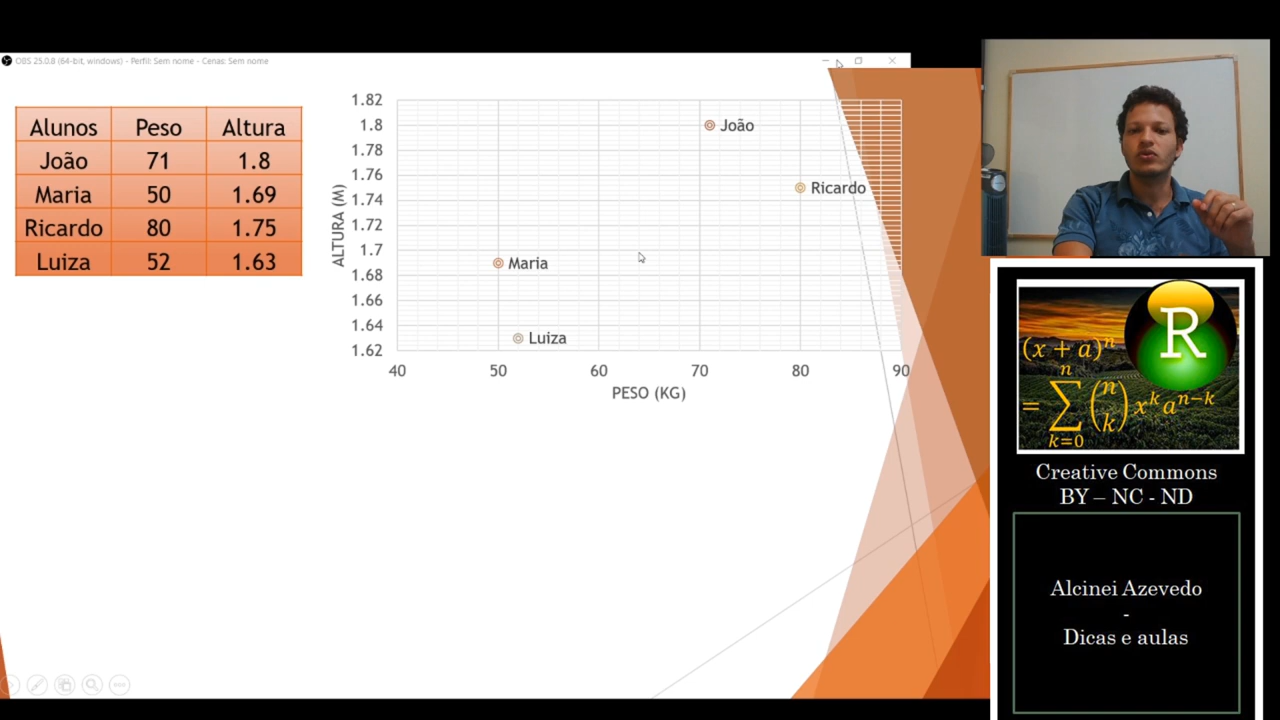 OBS 25.0.8 (64-bit, windows) - Perfil: Sem nome - Cenas: Sem nome
Alunos Peso Altura
João 71 1.8
Maria 50 1.69
Ricardo 80 1.75
Luiza 52 1.63
ALTURA (M)
1.82
1.8
1.78
1.76
1.74
1.72
1.7
1.68
1.66
1.64
1.62
João
Ricardo
Maria
Luiza
40 50 60 70 80 90
PESO (KG)
R
(x + a)^n
= ∑_{k=0}^{n} (n k) x^k a^{n-k}
Creative Commons
BY – NC - ND
Alcinei Azevedo
-
Dicas e aulas